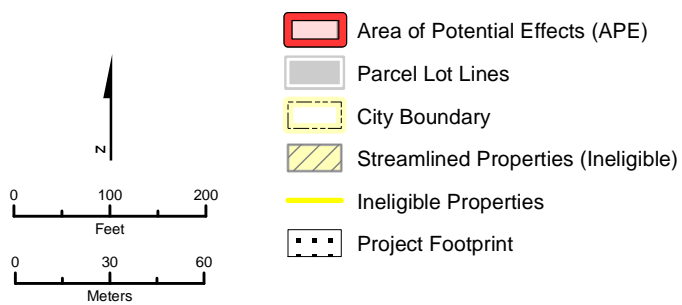 Area of Potential Effects (APE)
Parcel Lot Lines
City Boundary
Streamlined Properties (Ineligible)
Ineligible Properties
Project Footprint
N
0 100 200
Feet
0 30 60
Meters